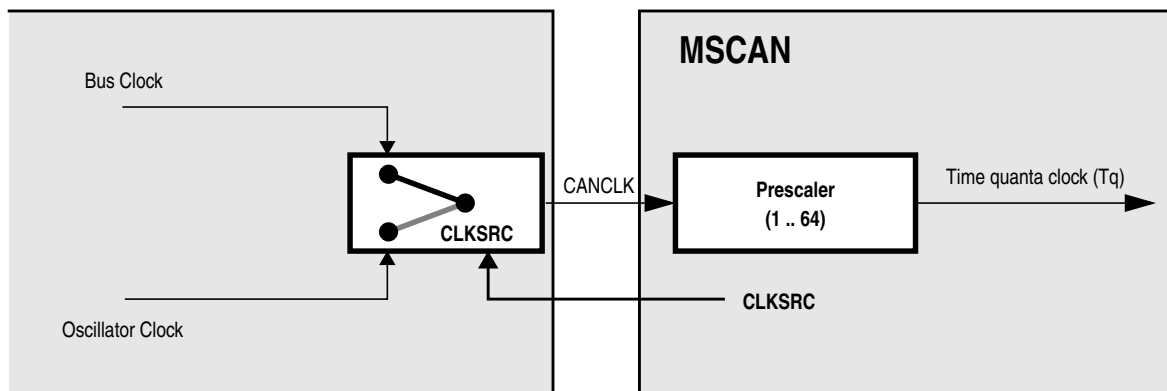 MSCAN
Bus Clock
CANCLK
Prescaler
(1 .. 64)
Time quanta clock (Tq)
CLKSRC
CLKSRC
Oscillator Clock